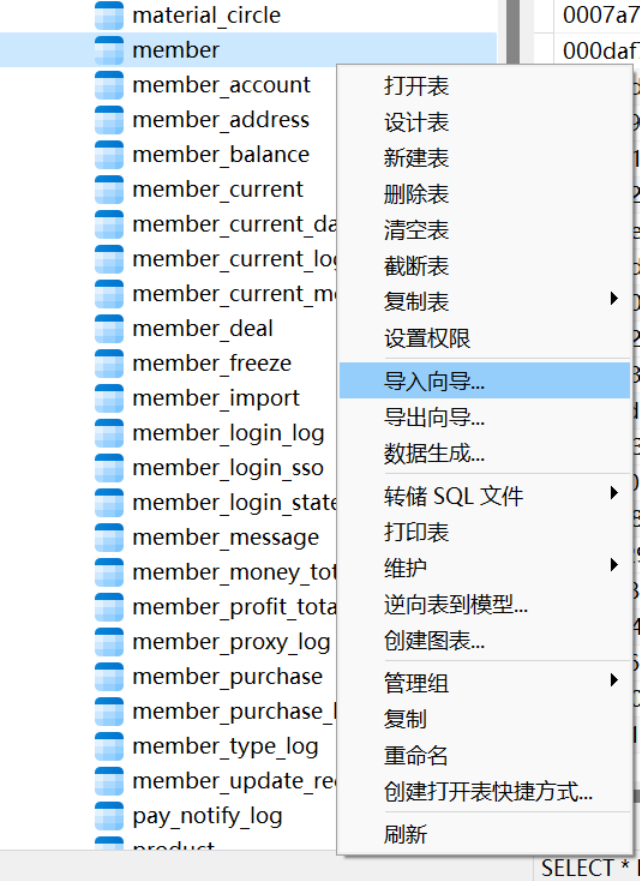 material_circle
member
member_account
member_address
member_balance
member_current
member_current_da
member_current_log
member_current_mo
member_deal
member_freeze
member_import
member_login_log
member_login_sso
member_login_state
member_message
member_money_tot
member_profit_tota
member_proxy_log
member_purchase
member_purchase_l
member_type_log
member_update_rec
pay_notify_log
product
打开表
设计表
新建表
删除表
清空表
截断表
复制表
设置权限
导入向导...
导出向导...
数据生成...
转储 SQL 文件
打印表
维护
逆向表到模型...
创建图表...
管理组
复制
重命名
创建打开表快捷方式...
刷新
0007a7
000daf
SELECT *